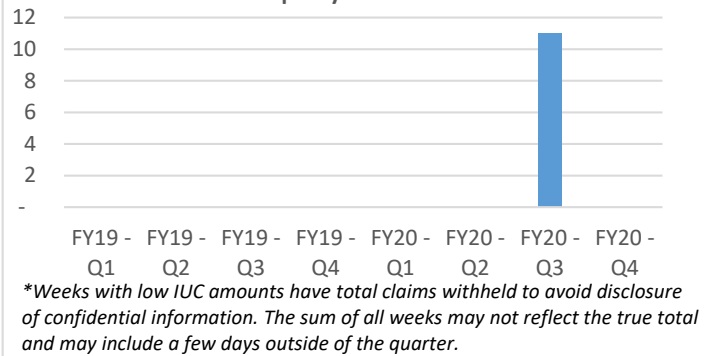 12
10
8
6
4
2
-
FY19 - FY19 - FY19 - FY19 - FY20 - FY20 - FY20 - FY20 -
Q1 Q2 Q3 Q4 Q1 Q2 Q3 Q4
*Weeks with low IUC amounts have total claims withheld to avoid disclosure
of confidential information. The sum of all weeks may not reflect the true total
and may include a few days outside of the quarter.